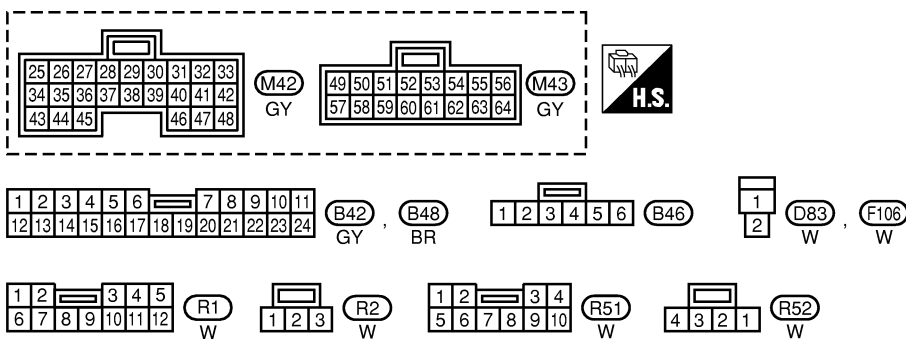 25 26 27 28 29 30 31 32 33
34 35 36 37 38 39 40 41 42
43 44 45 46 47 48
M42
GY
49 50 51 52 53 54 55 56
57 58 59 60 61 62 63 64
M43
GY
H.S.
1 2 3 4 5 6 7 8 9 10 11
12 13 14 15 16 17 18 19 20 21 22 23 24
B42 , B48
GY BR
1 2 3 4 5 6
B46
1
2
D83 , F106
W W
1 2 3 4 5
6 7 8 9 10 11 12
R1
W
1 2 3
R2
W
1 2 3 4
5 6 7 8 9 10
R51
W
4 3 2 1
R52
W